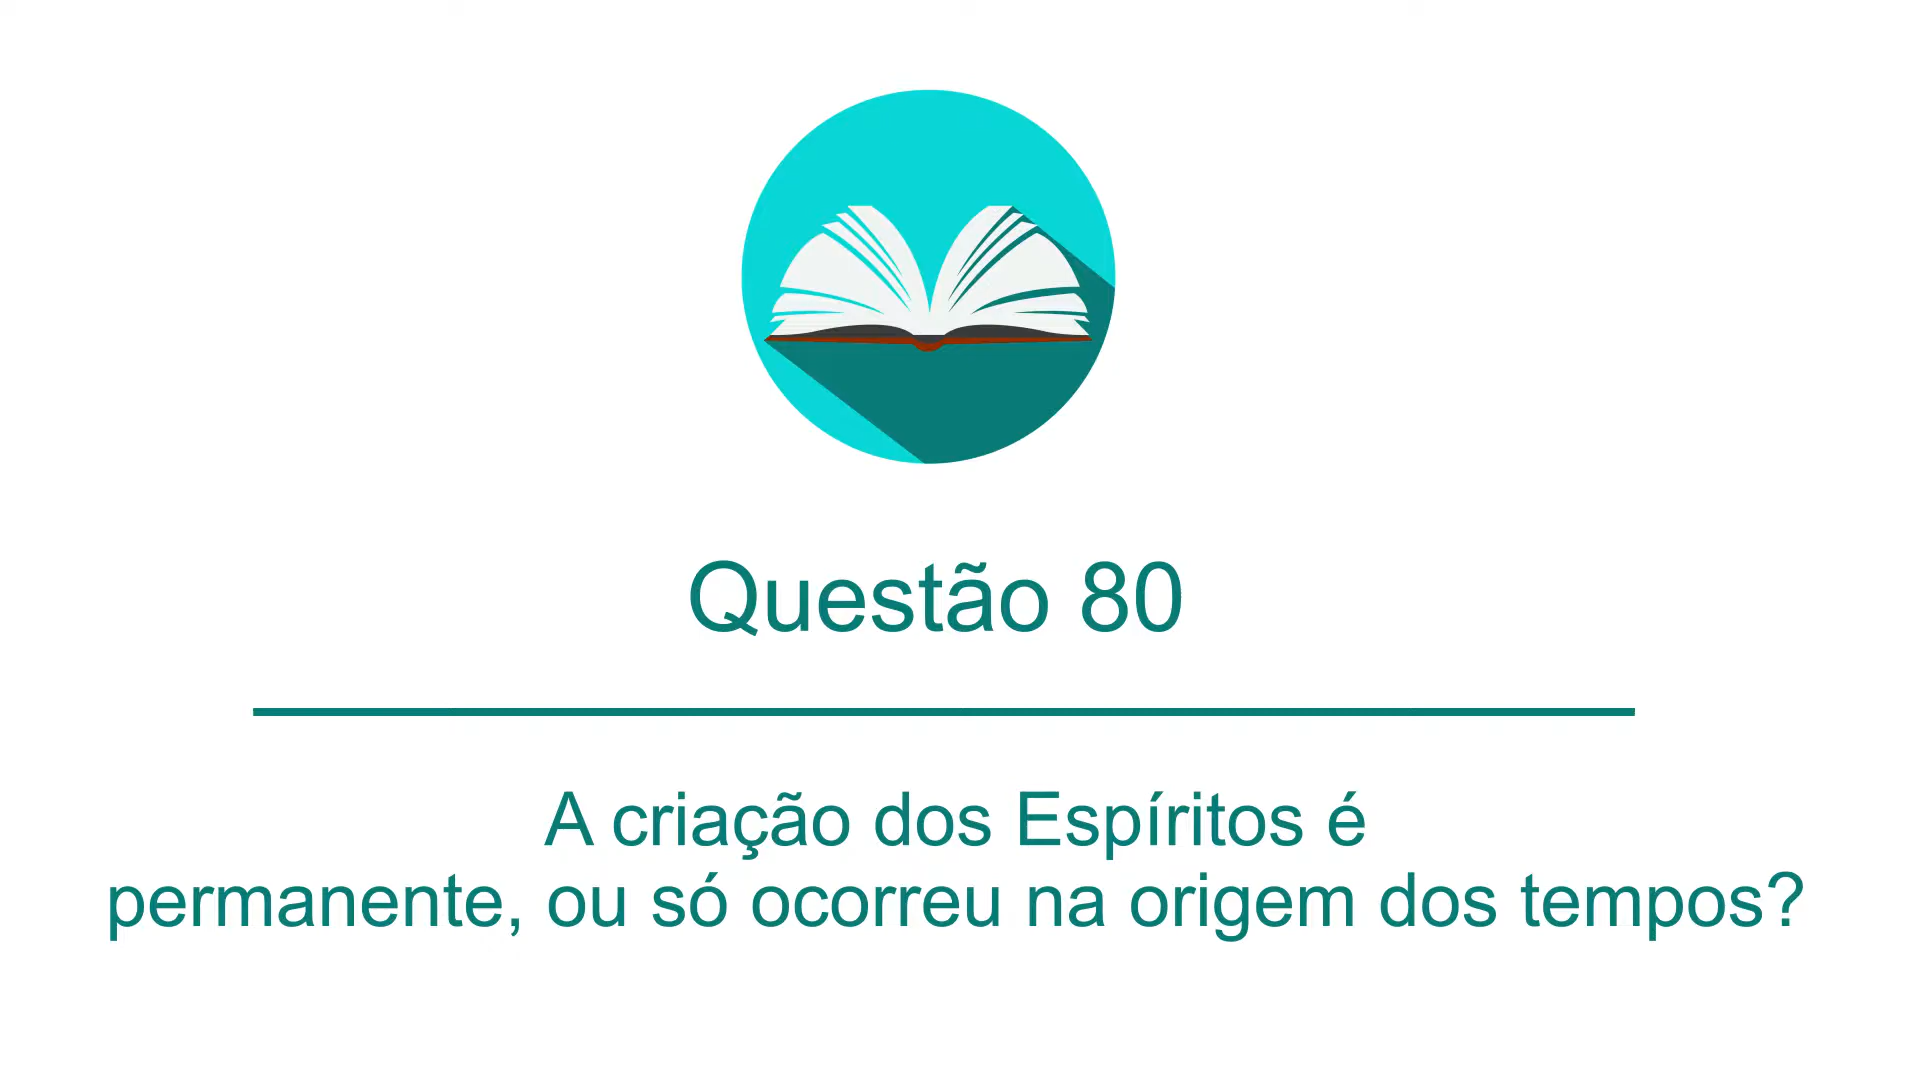 Questão 80
A criação dos Espíritos é
permanente, ou só ocorreu na origem dos tempos?